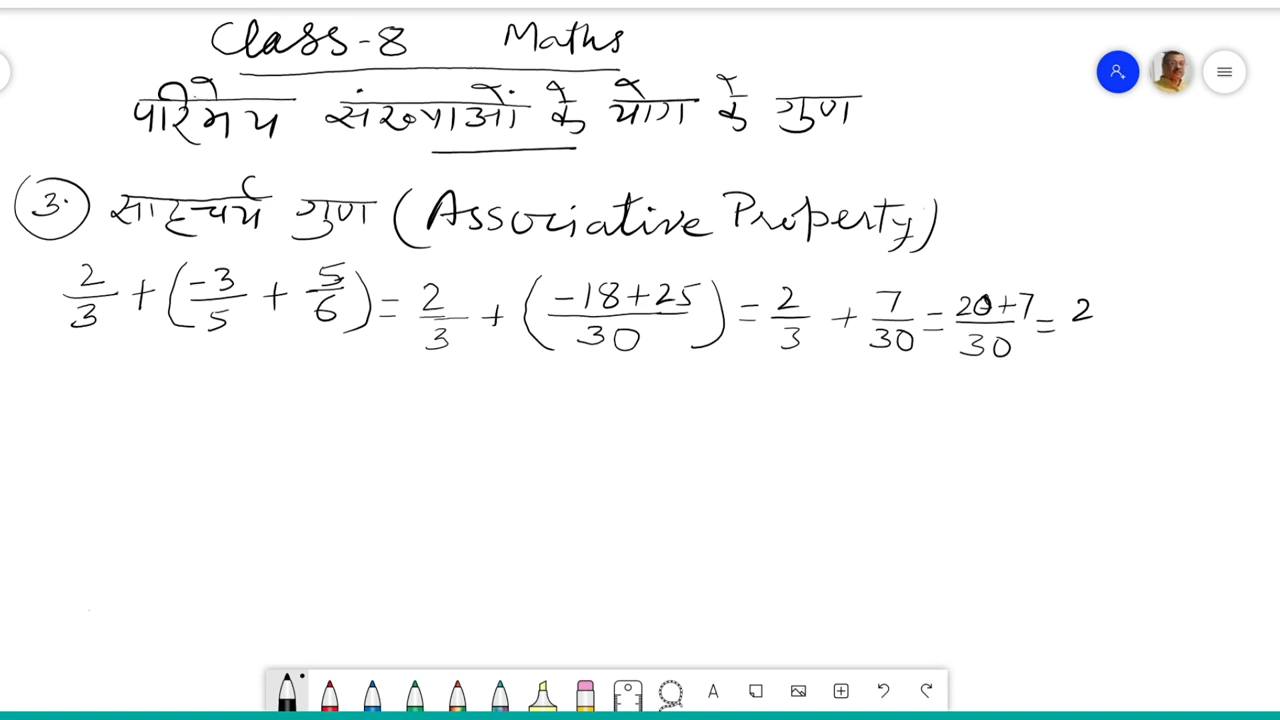 Class-8 Maths
परिमेय संख्याओं के योग के गुण
3. साहचर्य गुण (Associative Property)
2/3 + (-3/5 + 5/6) = 2/3 + (-18+25/30) = 2/3 + 7/30 = 20+7/30 = 2
A